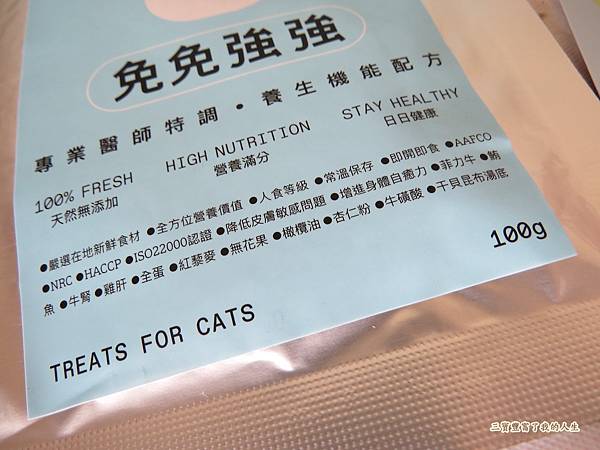 免免強強
專業醫師特調・養生機能配方
100% FRESH
天然無添加
HIGH NUTRITION
營養滿分
STAY HEALTHY
日日健康
●嚴選在地新鮮食材 ●全方位營養價值 ●人食等級 ●常溫保存 ●即開即食 ●AAFCO
●NRC ●HACCP ●ISO22000認證 ●降低皮膚敏感問題 ●增進身體自癒力 ●菲力牛 ●鮪
魚 ●牛腎 ●雞肝 ●全蛋 ●紅藜麥 ●無花果 ●橄欖油 ●杏仁粉 ●牛磺酸 ●干貝昆布湯底
100g
TREATS FOR CATS
三寶豐富了我的人生